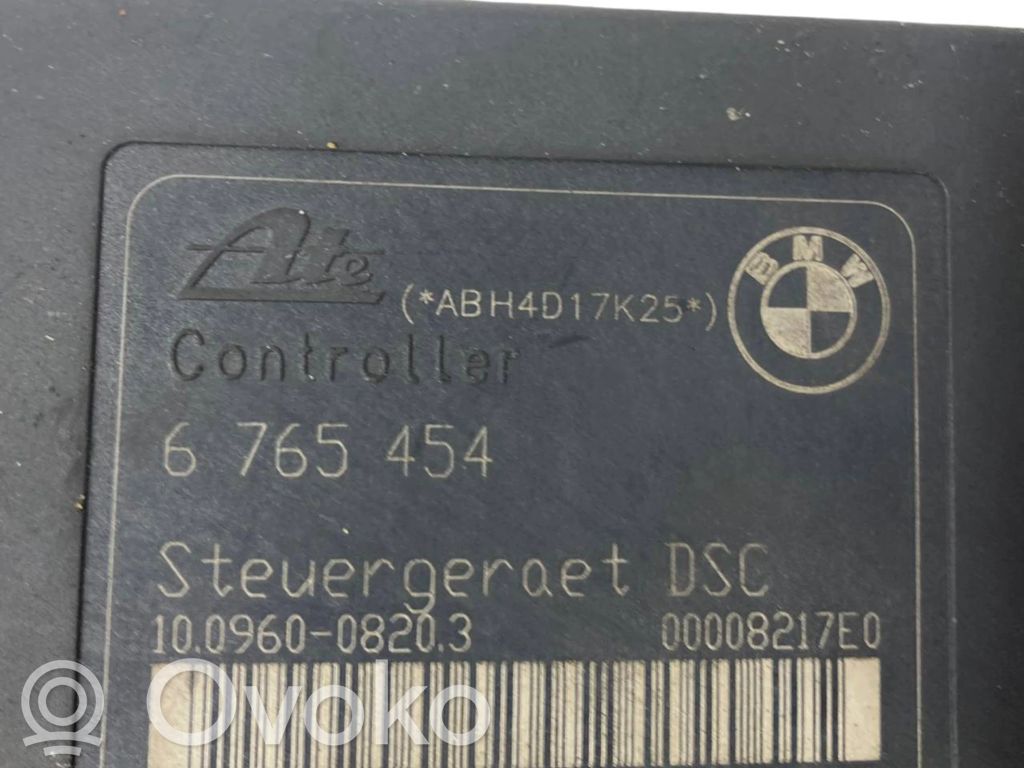 Ate
(*ABH4D17K25*)
BMW
Controller
6 765 454
Steuergeraet DSC
10.0960-0820.3 00008217E0
Ovoko